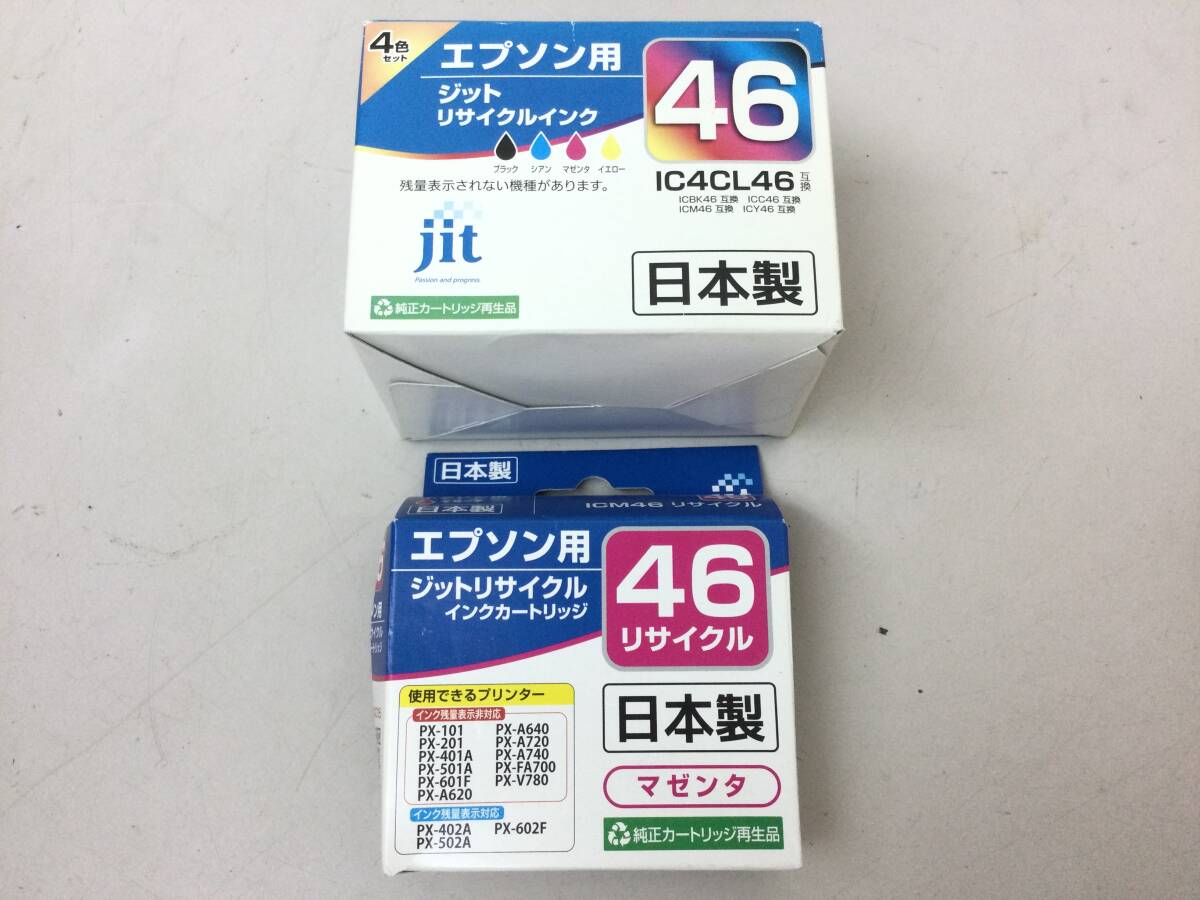 4色
セット
エプソン用
ジット
リサイクルインク
46
ブラック シアン マゼンタ イエロー
残量表示されない機種があります。
IC4CL46 互換
ICBK46 互換 ICC46 互換
ICM46 互換 ICY46 互換
jit
Passion and progress.
日本製
純正カートリッジ再生品
日本製
日本製
46
ICM46 リサイクル
エプソン用
ジットリサイクル
インクカートリッジ
46
リサイクル
使用できるプリンター
インク残量表示非対応
PX-101 PX-A640
PX-201 PX-A720
PX-401A PX-A740
PX-501A PX-FA700
PX-601F PX-V780
PX-A620
インク残量表示対応
PX-402A PX-602F
PX-502A
日本製
マゼンタ
純正カートリッジ再生品